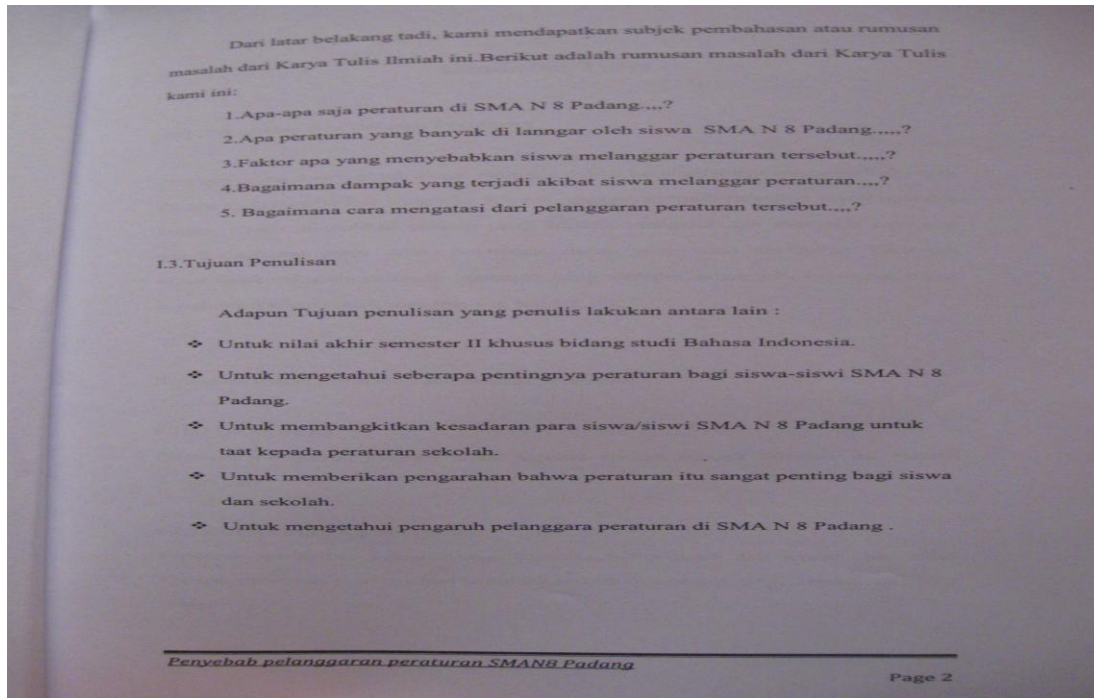 Dari latar belakang tadi, kami mendapatkan subjek pembahasan atau rumusan
masalah dari Karya Tulis Ilmiah ini.Berikut adalah rumusan masalah dari Karya Tulis
kami ini:
1.Apa-apa saja peraturan di SMA N 8 Padang....?
2.Apa peraturan yang banyak di lanngar oleh siswa SMA N 8 Padang.....?
3.Faktor apa yang menyebabkan siswa melanggar peraturan tersebut.....?
4.Bagaimana dampak yang terjadi akibat siswa melanggar peraturan....?
5. Bagaimana cara mengatasi dari pelanggaran peraturan tersebut....?
I.3.Tujuan Penulisan
Adapun Tujuan penulisan yang penulis lakukan antara lain :
❖ Untuk nilai akhir semester II khusus bidang studi Bahasa Indonesia.
❖ Untuk mengetahui seberapa pentingnya peraturan bagi siswa-siswi SMA N 8
Padang.
❖ Untuk membangkitkan kesadaran para siswa/siswi SMA N 8 Padang untuk
taat kepada peraturan sekolah.
❖ Untuk memberikan pengarahan bahwa peraturan itu sangat penting bagi siswa
dan sekolah.
❖ Untuk mengetahui pengaruh pelanggara peraturan di SMA N 8 Padang .
Penyebab pelanggaran peraturan SMAN8 Padang
Page 2